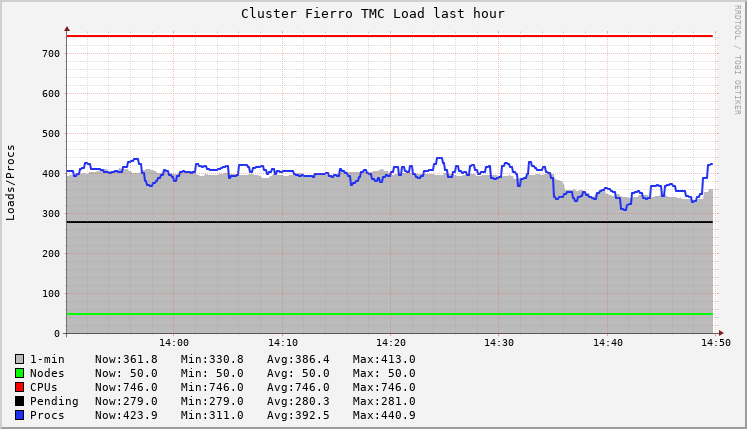 Cluster Fierro TMC Load last hour
RRDTOOL / TOBI OETIKER
Loads/Procs
700
600
500
400
300
200
100
0
14:00 14:10 14:20 14:30 14:40 14:50
1-min Now:361.8 Min:330.8 Avg:386.4 Max:413.0
Nodes Now: 50.0 Min: 50.0 Avg: 50.0 Max: 50.0
CPUs Now:746.0 Min:746.0 Avg:746.0 Max:746.0
Pending Now:279.0 Min:279.0 Avg:280.3 Max:281.0
Procs Now:423.9 Min:311.0 Avg:392.5 Max:440.9